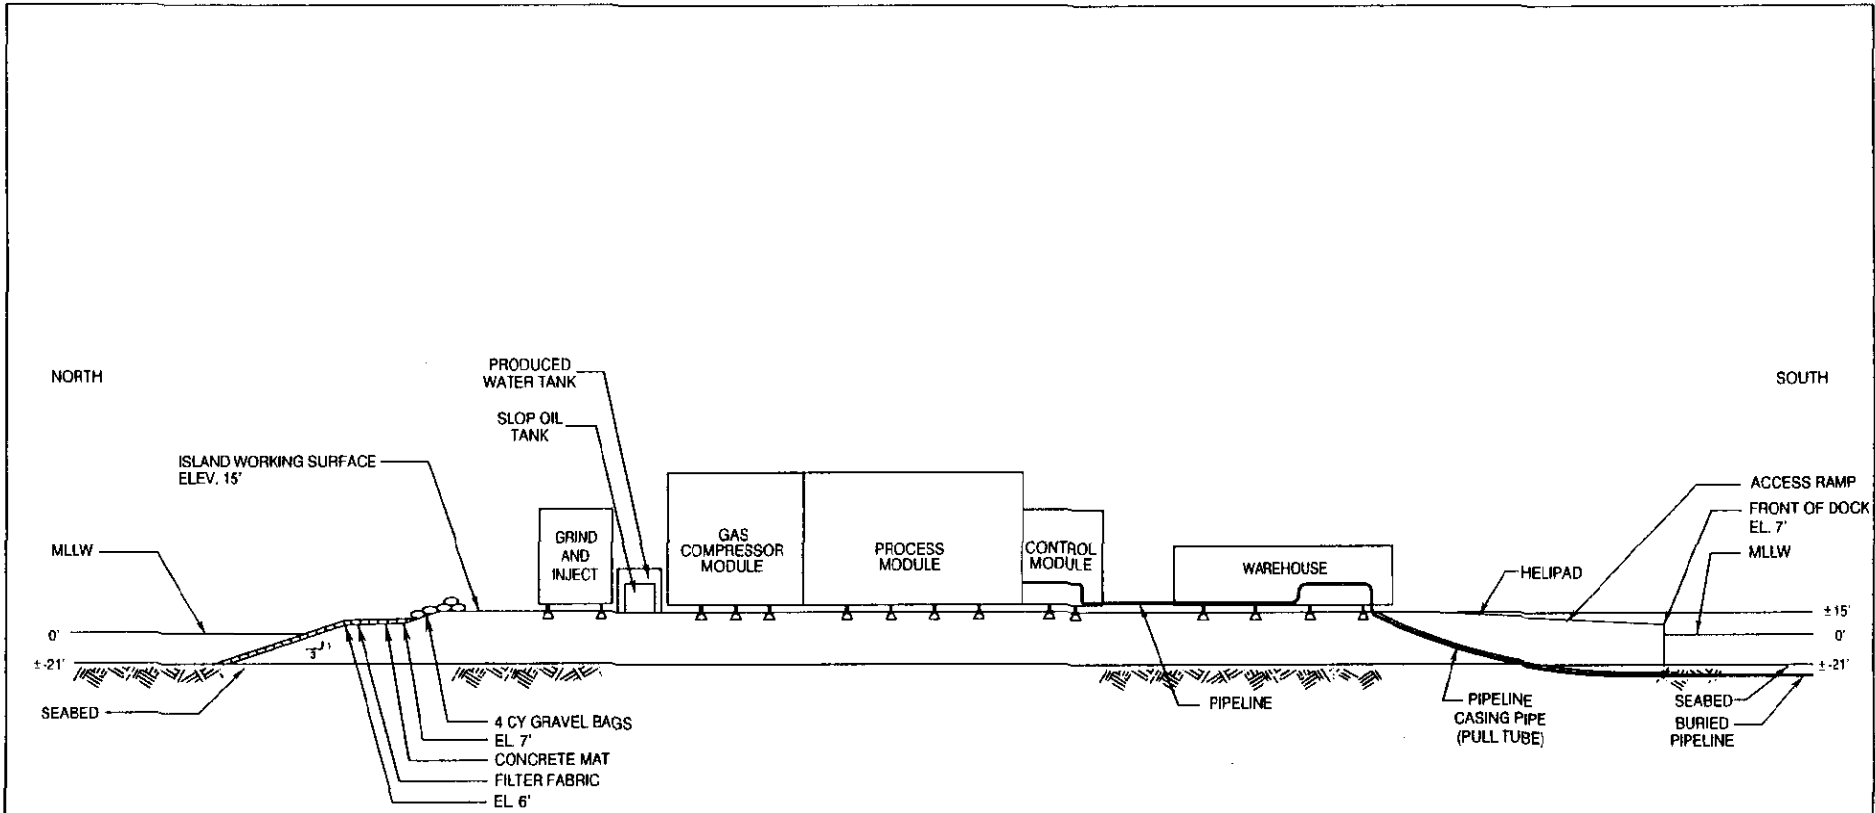 NORTH
SOUTH
PRODUCED
WATER TANK
SLOP OIL
TANK
ISLAND WORKING SURFACE
ELEV. 15'
MLLW
0'
±-21'
SEABED
3
1
4 CY GRAVEL BAGS
EL. 7'
CONCRETE MAT
FILTER FABRIC
EL. 6'
GRIND
AND
INJECT
GAS
COMPRESSOR
MODULE
PROCESS
MODULE
CONTROL
MODULE
WAREHOUSE
PIPELINE
PIPELINE
CASING PIPE
(PULL TUBE)
HELIPAD
ACCESS RAMP
FRONT OF DOCK
EL. 7'
MLLW
±15'
0'
±-21'
SEABED
BURIED
PIPELINE